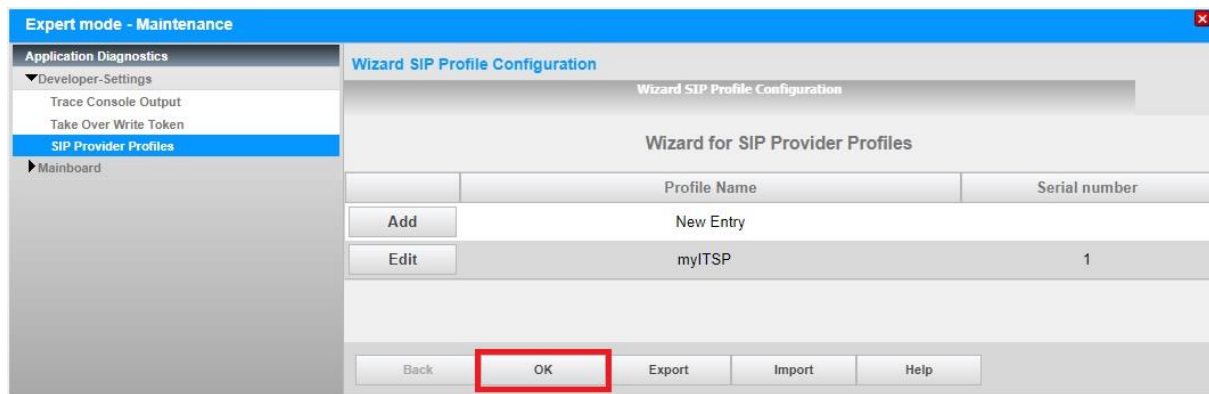 Expert mode - Maintenance
Application Diagnostics
Developer-Settings
Trace Console Output
Take Over Write Token
SIP Provider Profiles
Mainboard
Wizard SIP Profile Configuration
Wizard SIP Profile Configuration
Wizard for SIP Provider Profiles
Profile Name Serial number
Add New Entry
Edit myITSP 1
Back OK Export Import Help